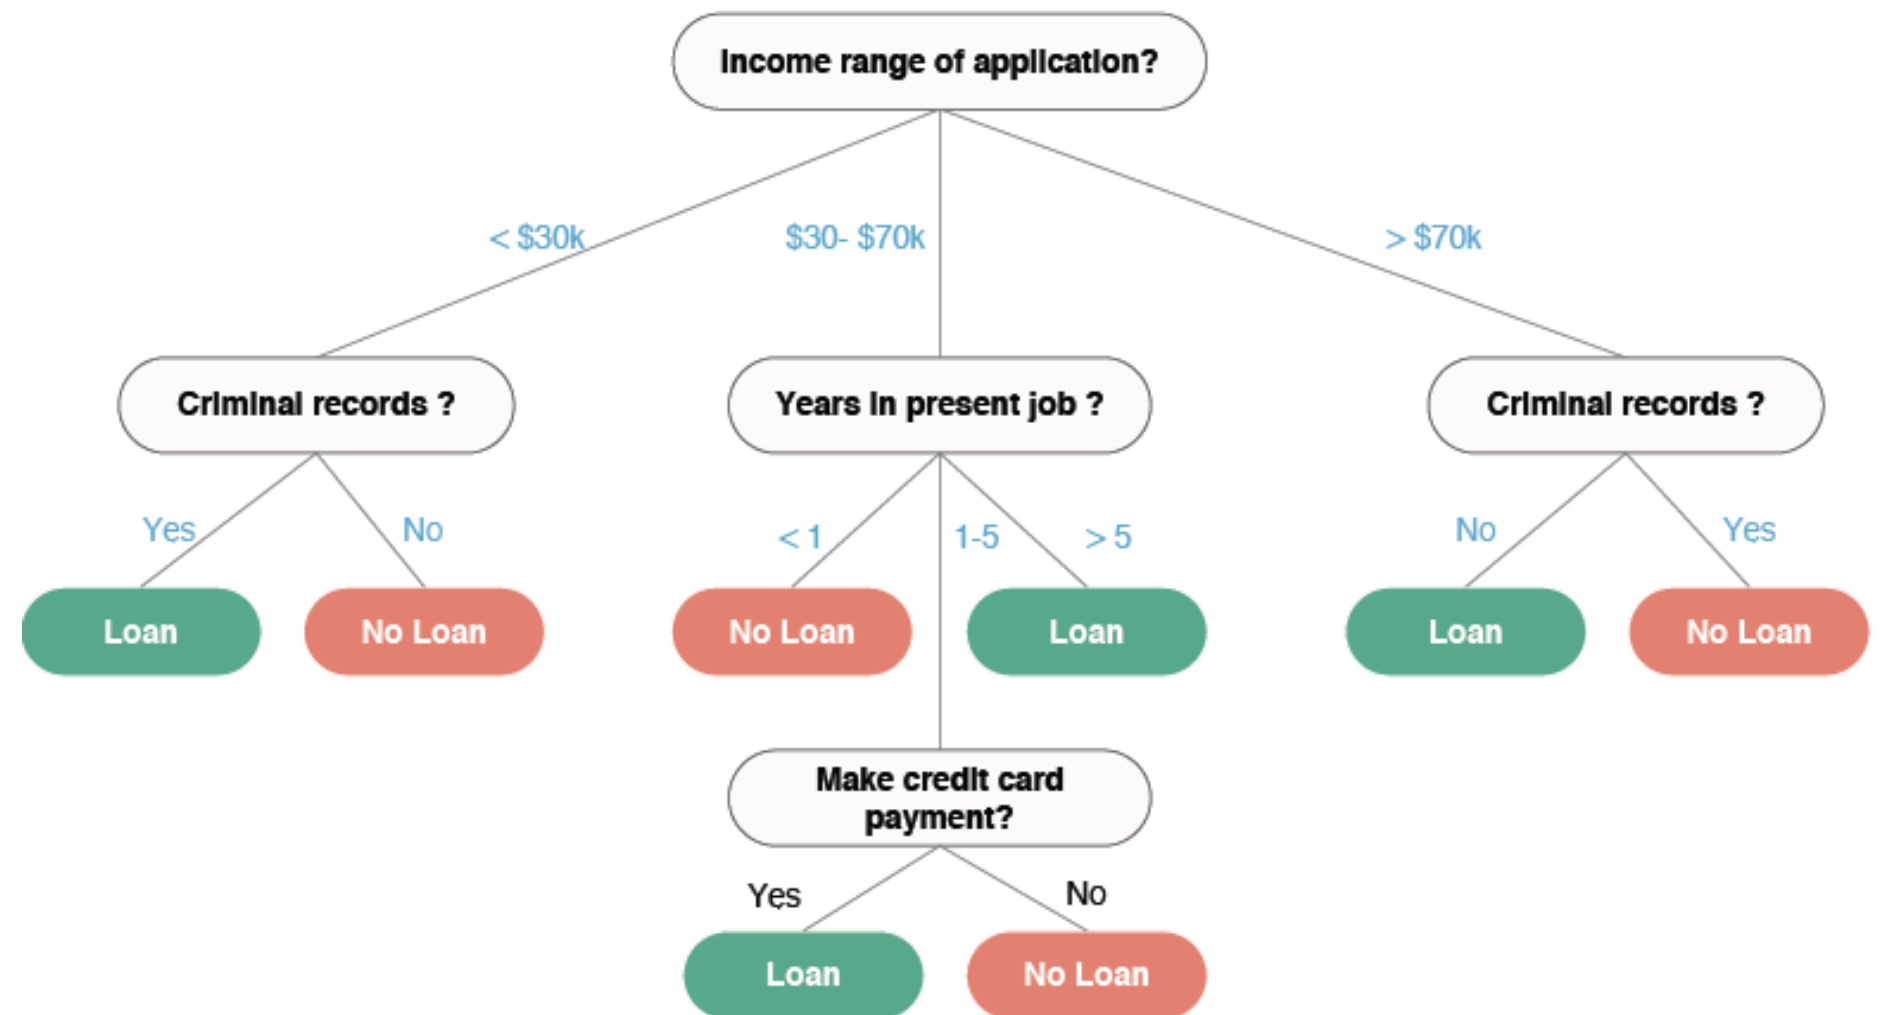 Income range of application?
< $30k
$30- $70k
> $70k
Criminal records ?
Years in present job ?
Criminal records ?
Yes
No
< 1
1-5
> 5
No
Yes
Loan
No Loan
No Loan
Loan
Loan
No Loan
Make credit card
payment?
Yes
No
Loan
No Loan